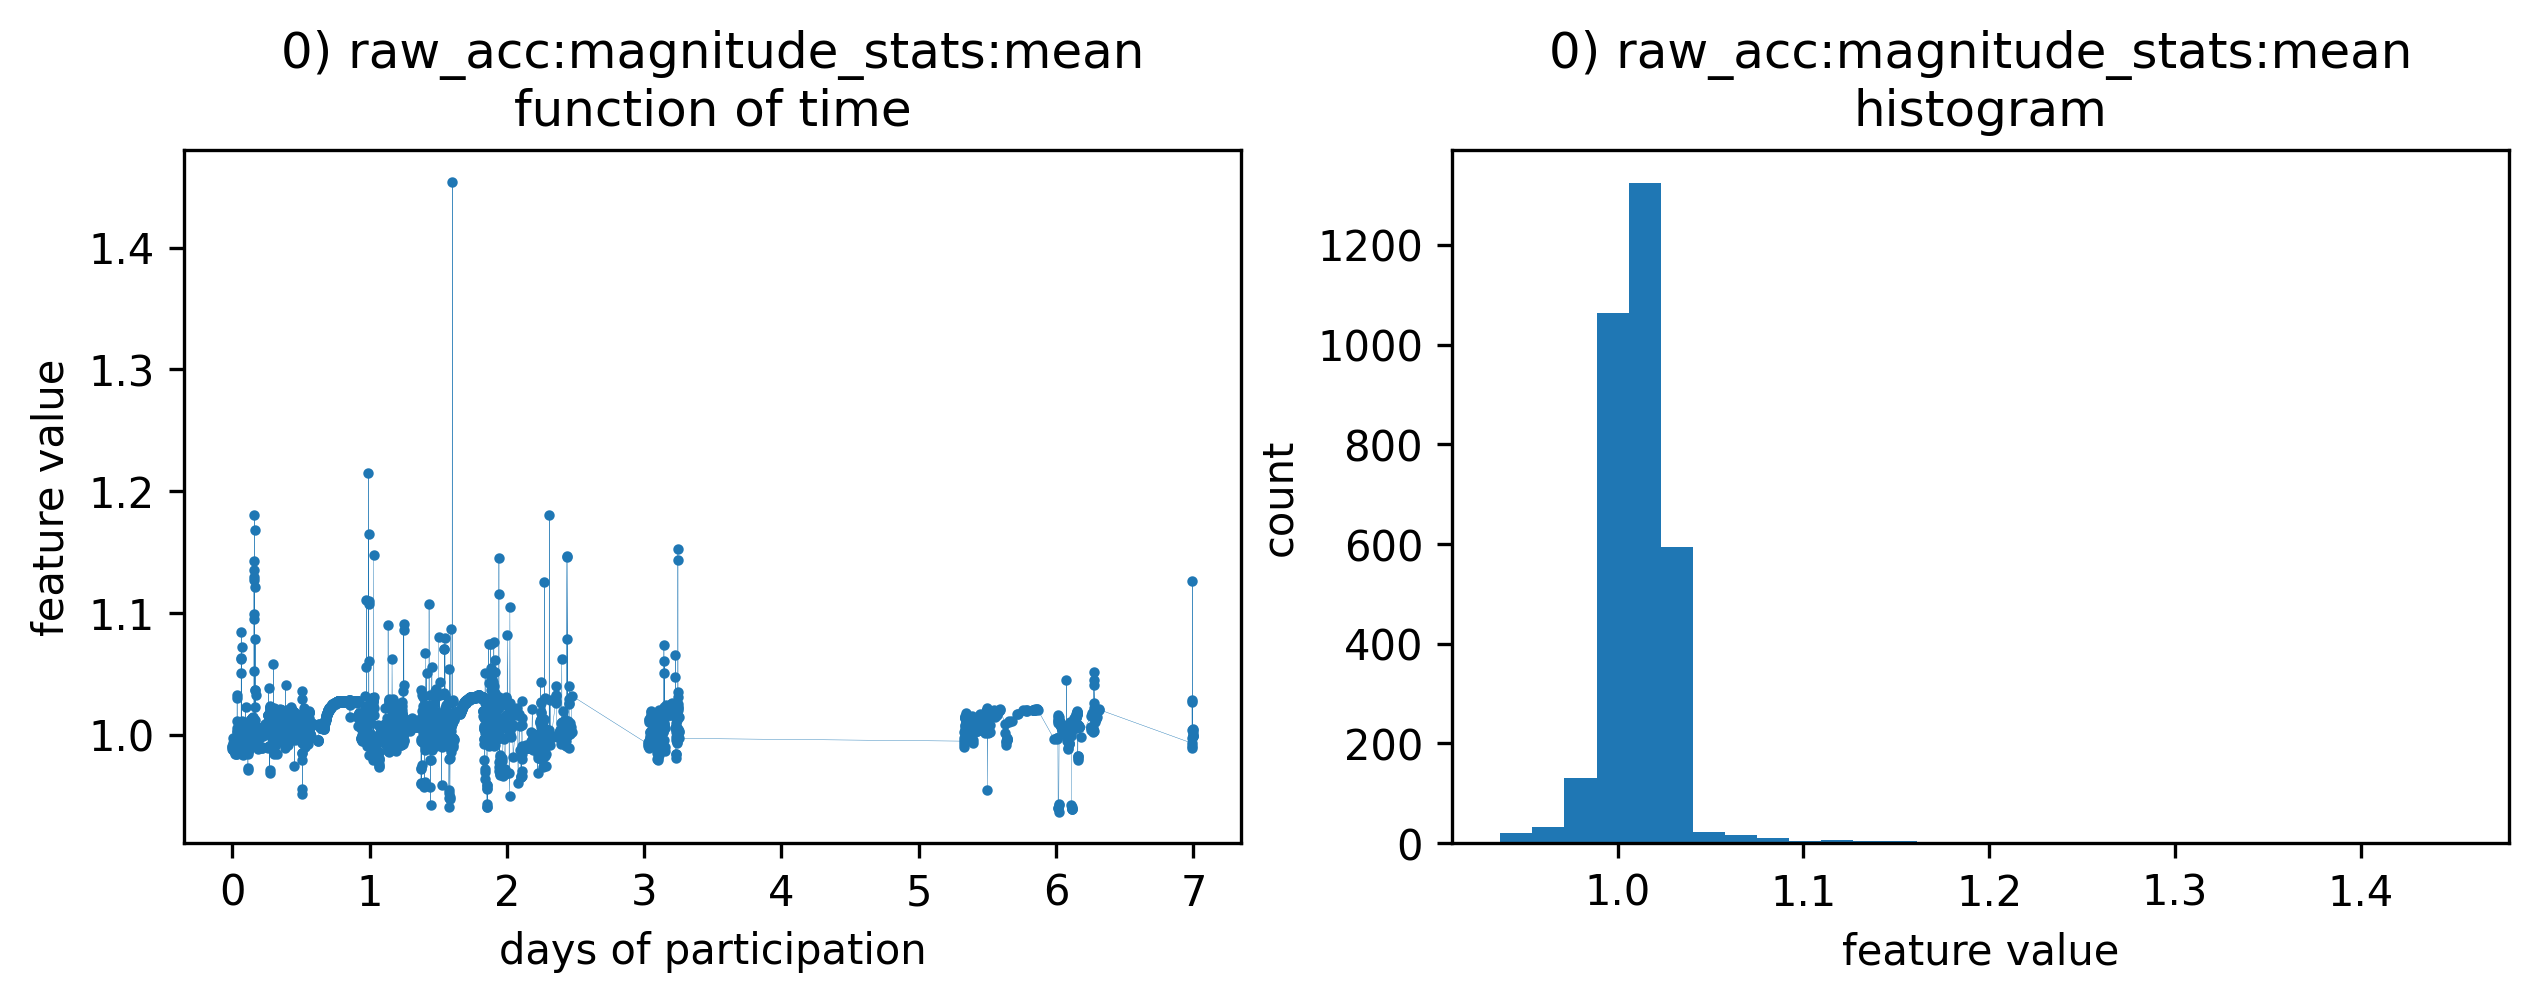 0) raw_acc:magnitude_stats:mean
function of time
feature value
1.4
1.3
1.2
1.1
1.0
0 1 2 3 4 5 6 7
days of participation
0) raw_acc:magnitude_stats:mean
histogram
count
1200
1000
800
600
400
200
0
1.0 1.1 1.2 1.3 1.4
feature value